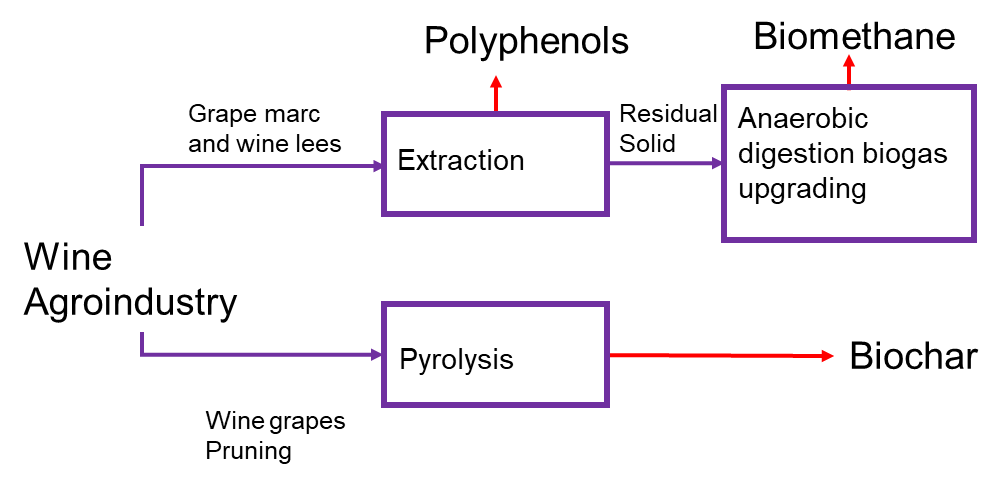 Polyphenols
Biomethane
Grape marc
and wine lees
Extraction
Residual
Solid
Anaerobic
digestion biogas
upgrading
Wine
Agroindustry
Pyrolysis
Biochar
Wine grapes
Pruning